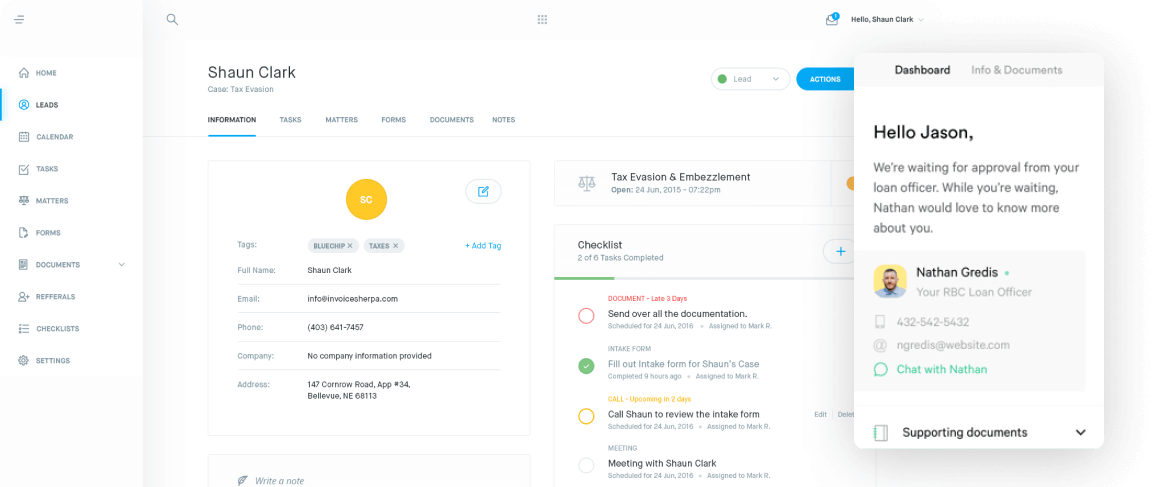 1
Hello, Shaun Clark
HOME
LEADS
CALENDAR
TASKS
MATTERS
FORMS
DOCUMENTS
REFFERALS
CHECKLISTS
SETTINGS
Shaun Clark
Case: Tax Evasion
Lead
ACTIONS
INFORMATION TASKS MATTERS FORMS DOCUMENTS NOTES
SC
Tags: BLUECHIP × TAXES × + Add Tag
Full Name: Shaun Clark
Email: info@invoicesherpa.com
Phone: (403) 641-7457
Company: No company information provided
Address: 147 Cornrow Road, App #34,
Bellevue, NE 68113
Write a note
Tax Evasion & Embezzlement
Open: 24 Jun, 2015 - 07:22pm
Checklist
2 of 6 Tasks Completed
+
DOCUMENT - Late 3 Days
Send over all the documentation.
Scheduled for 24 Jun, 2016 • Assigned to Mark R.
INTAKE FORM
Fill out Intake form for Shaun's Case
Completed 9 hours ago • Assigned to Mark R.
CALL - Upcoming in 2 days
Call Shaun to review the intake form
Scheduled for 24 Jun, 2016 • Assigned to Mark R.
Edit Delet
MEETING
Meeting with Shaun Clark
Scheduled for 24 Jun, 2016 • Assigned to Mark R.
Dashboard Info & Documents
Hello Jason,
We're waiting for approval from your
loan officer. While you're waiting,
Nathan would love to know more
about you.
Nathan Gredis
Your RBC Loan Officer
432-542-5432
@ ngredis@website.com
Chat with Nathan
Supporting documents